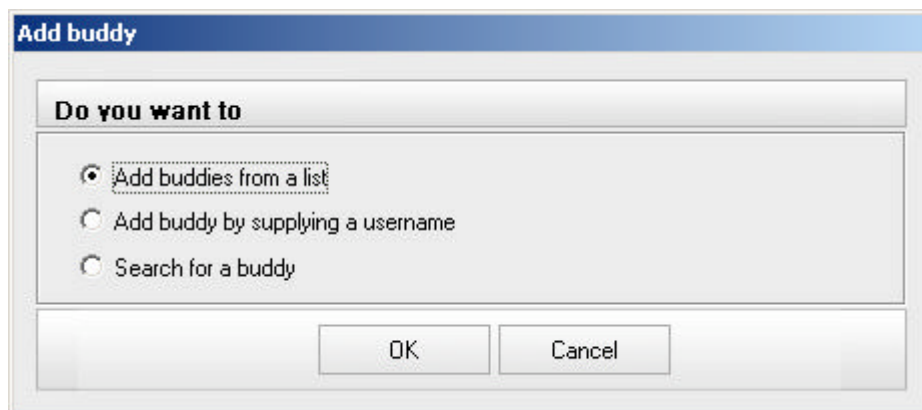 Add buddy
Do you want to
Add buddies from a list
Add buddy by supplying a username
Search for a buddy
OK Cancel